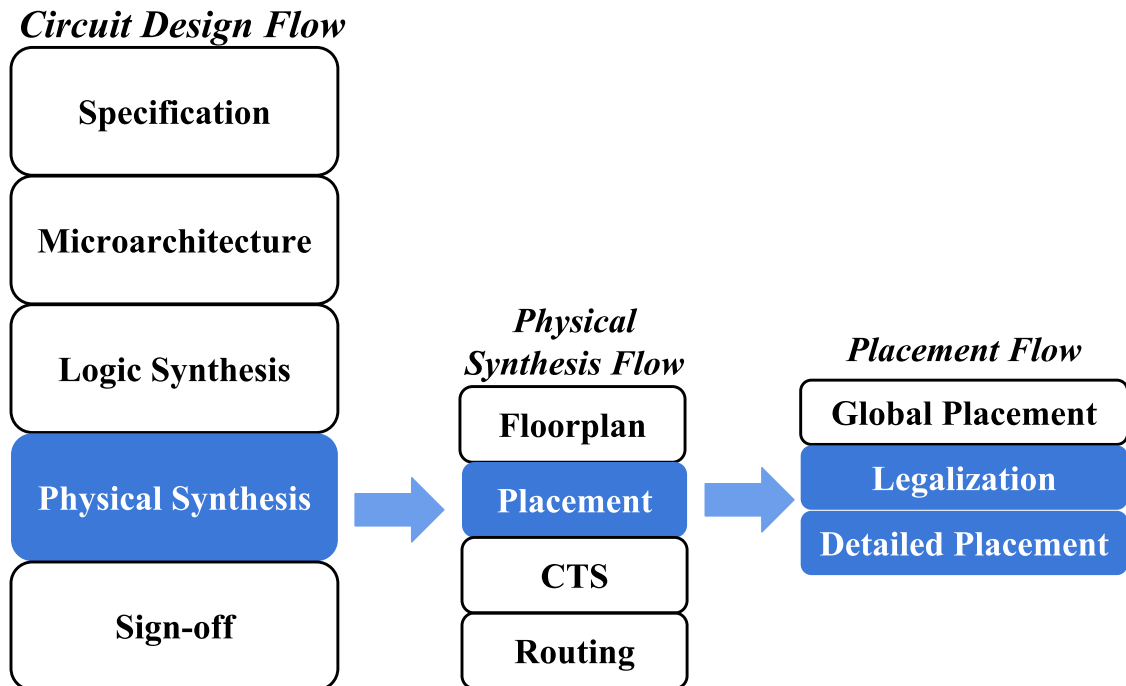 Circuit Design Flow
Specification
Microarchitecture
Logic Synthesis
Physical Synthesis
Sign-off
Physical
Synthesis Flow
Floorplan
Placement
CTS
Routing
Placement Flow
Global Placement
Legalization
Detailed Placement